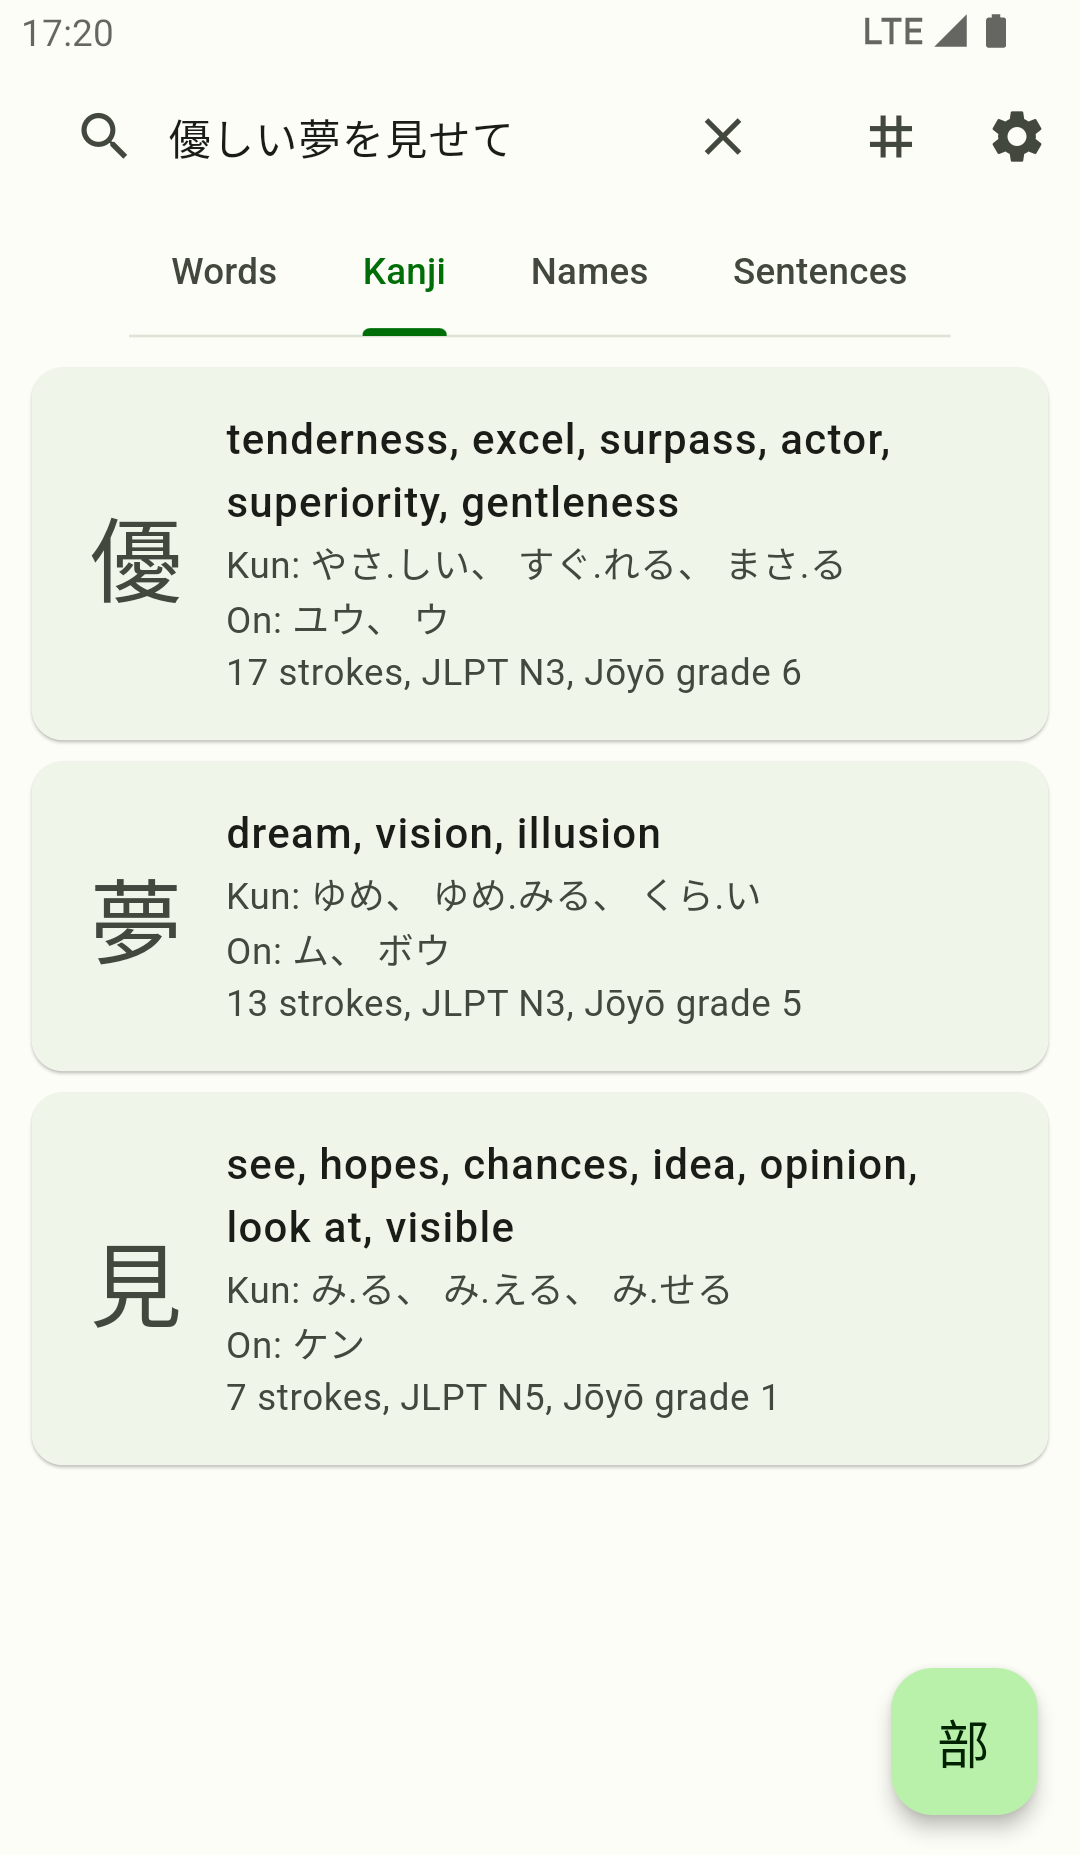 17:20 LTE
優しい夢を見せて
Words Kanji Names Sentences
tenderness, excel, surpass, actor,
superiority, gentleness
優
Kun: やさ.しい、 すぐ.れる、 まさ.る
On: ユウ、 ウ
17 strokes, JLPT N3, Jōyō grade 6
dream, vision, illusion
夢
Kun: ゆめ、 ゆめ.みる、 くら.い
On: ム、 ボウ
13 strokes, JLPT N3, Jōyō grade 5
see, hopes, chances, idea, opinion,
look at, visible
見
Kun: み.る、 み.える、 み.せる
On: ケン
7 strokes, JLPT N5, Jōyō grade 1
部